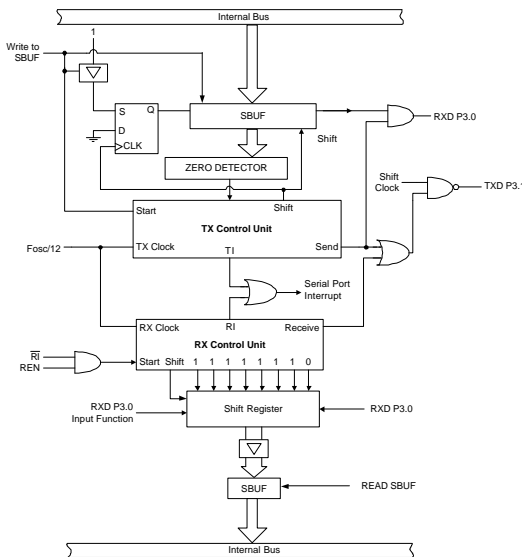 Internal Bus
1
Write to
SBUF
S
Q
D
CLK
SBUF
RXD P3.0
Shift
ZERO DETECTOR
Shift
Clock
TXD P3.1
Start
Shift
TX Control Unit
Fosc/12
TX Clock
Send
TI
Serial Port
Interrupt
RX Clock
RI
Receive
RX Control Unit
RI
REN
Start Shift 1 1 1 1 1 1 1 0
RXD P3.0
Input Function
Shift Register
RXD P3.0
SBUF
READ SBUF
Internal Bus